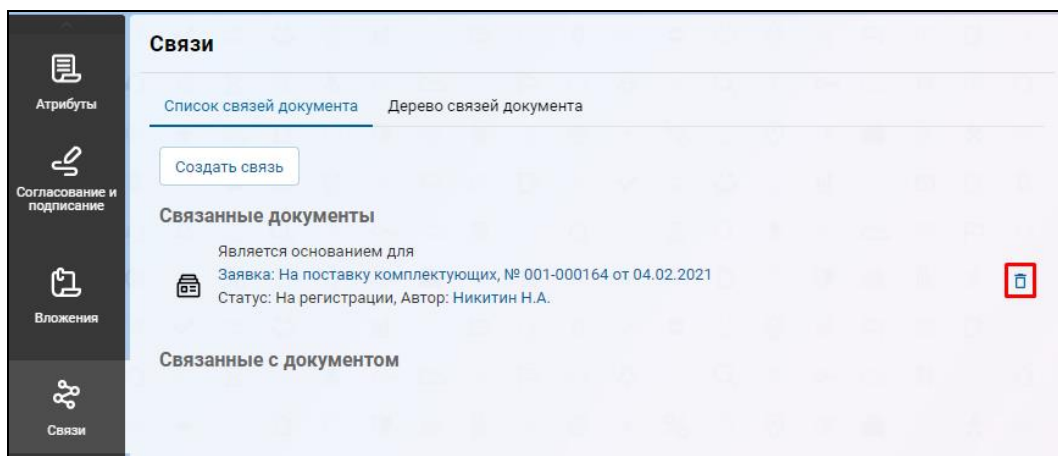 Атрибуты
Согласование и
подписание
Вложения
Связи
Связи
Список связей документа Дерево связей документа
Создать связь
Связанные документы
Является основанием для
Заявка: На поставку комплектующих, № 001-000164 от 04.02.2021
Статус: На регистрации, Автор: Никитин Н.А.
Связанные с документом